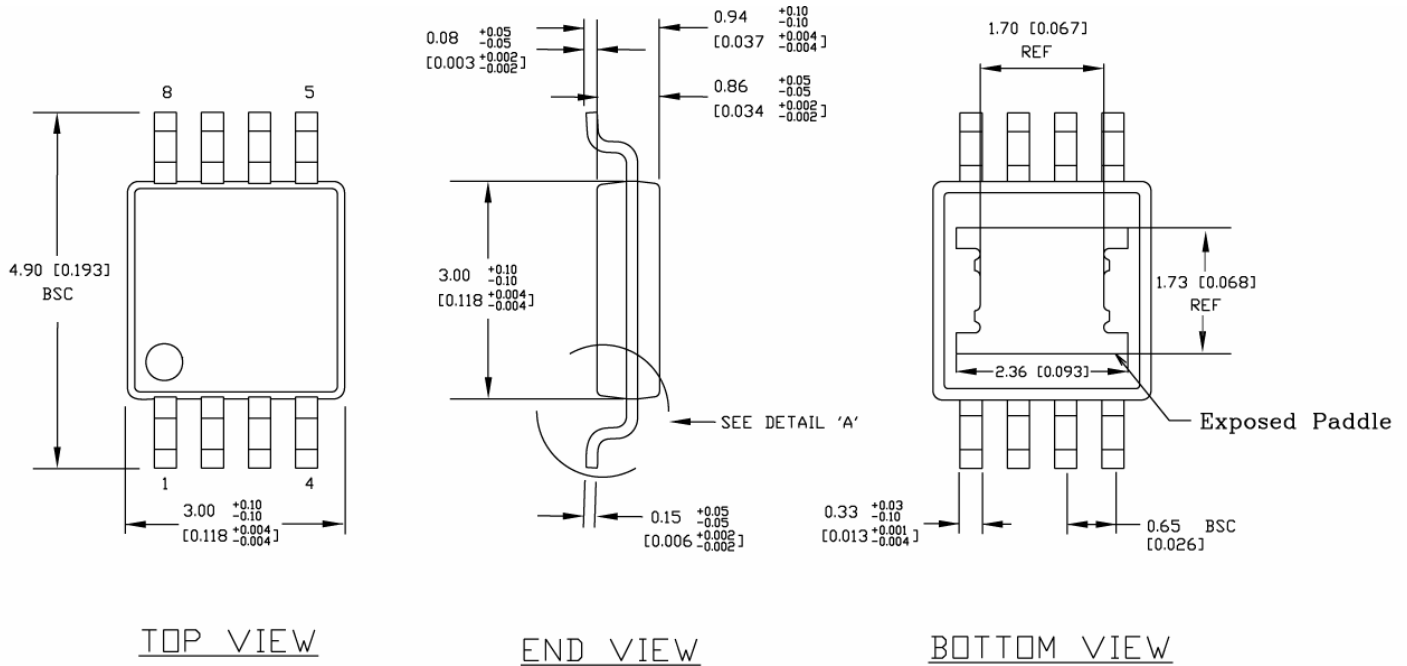 8 5
4.90 [0.193]
BSC
1 4
3.00 +0.10 -0.10
[0.118 +0.004 -0.004]
TOP VIEW
0.08 +0.05 -0.05
[0.003 +0.002 -0.002]
0.94 +0.10 -0.10
[0.037 +0.004 -0.004]
0.86 +0.05 -0.05
[0.034 +0.002 -0.002]
3.00 +0.10 -0.10
[0.118 +0.004 -0.004]
SEE DETAIL 'A'
0.15 +0.05 -0.05
[0.006 +0.002 -0.002]
END VIEW
1.70 [0.067]
REF
1.73 [0.068]
REF
2.36 [0.093]
Exposed Paddle
0.33 +0.03 -0.10
[0.013 +0.001 -0.004]
0.65 BSC
[0.026]
BOTTOM VIEW